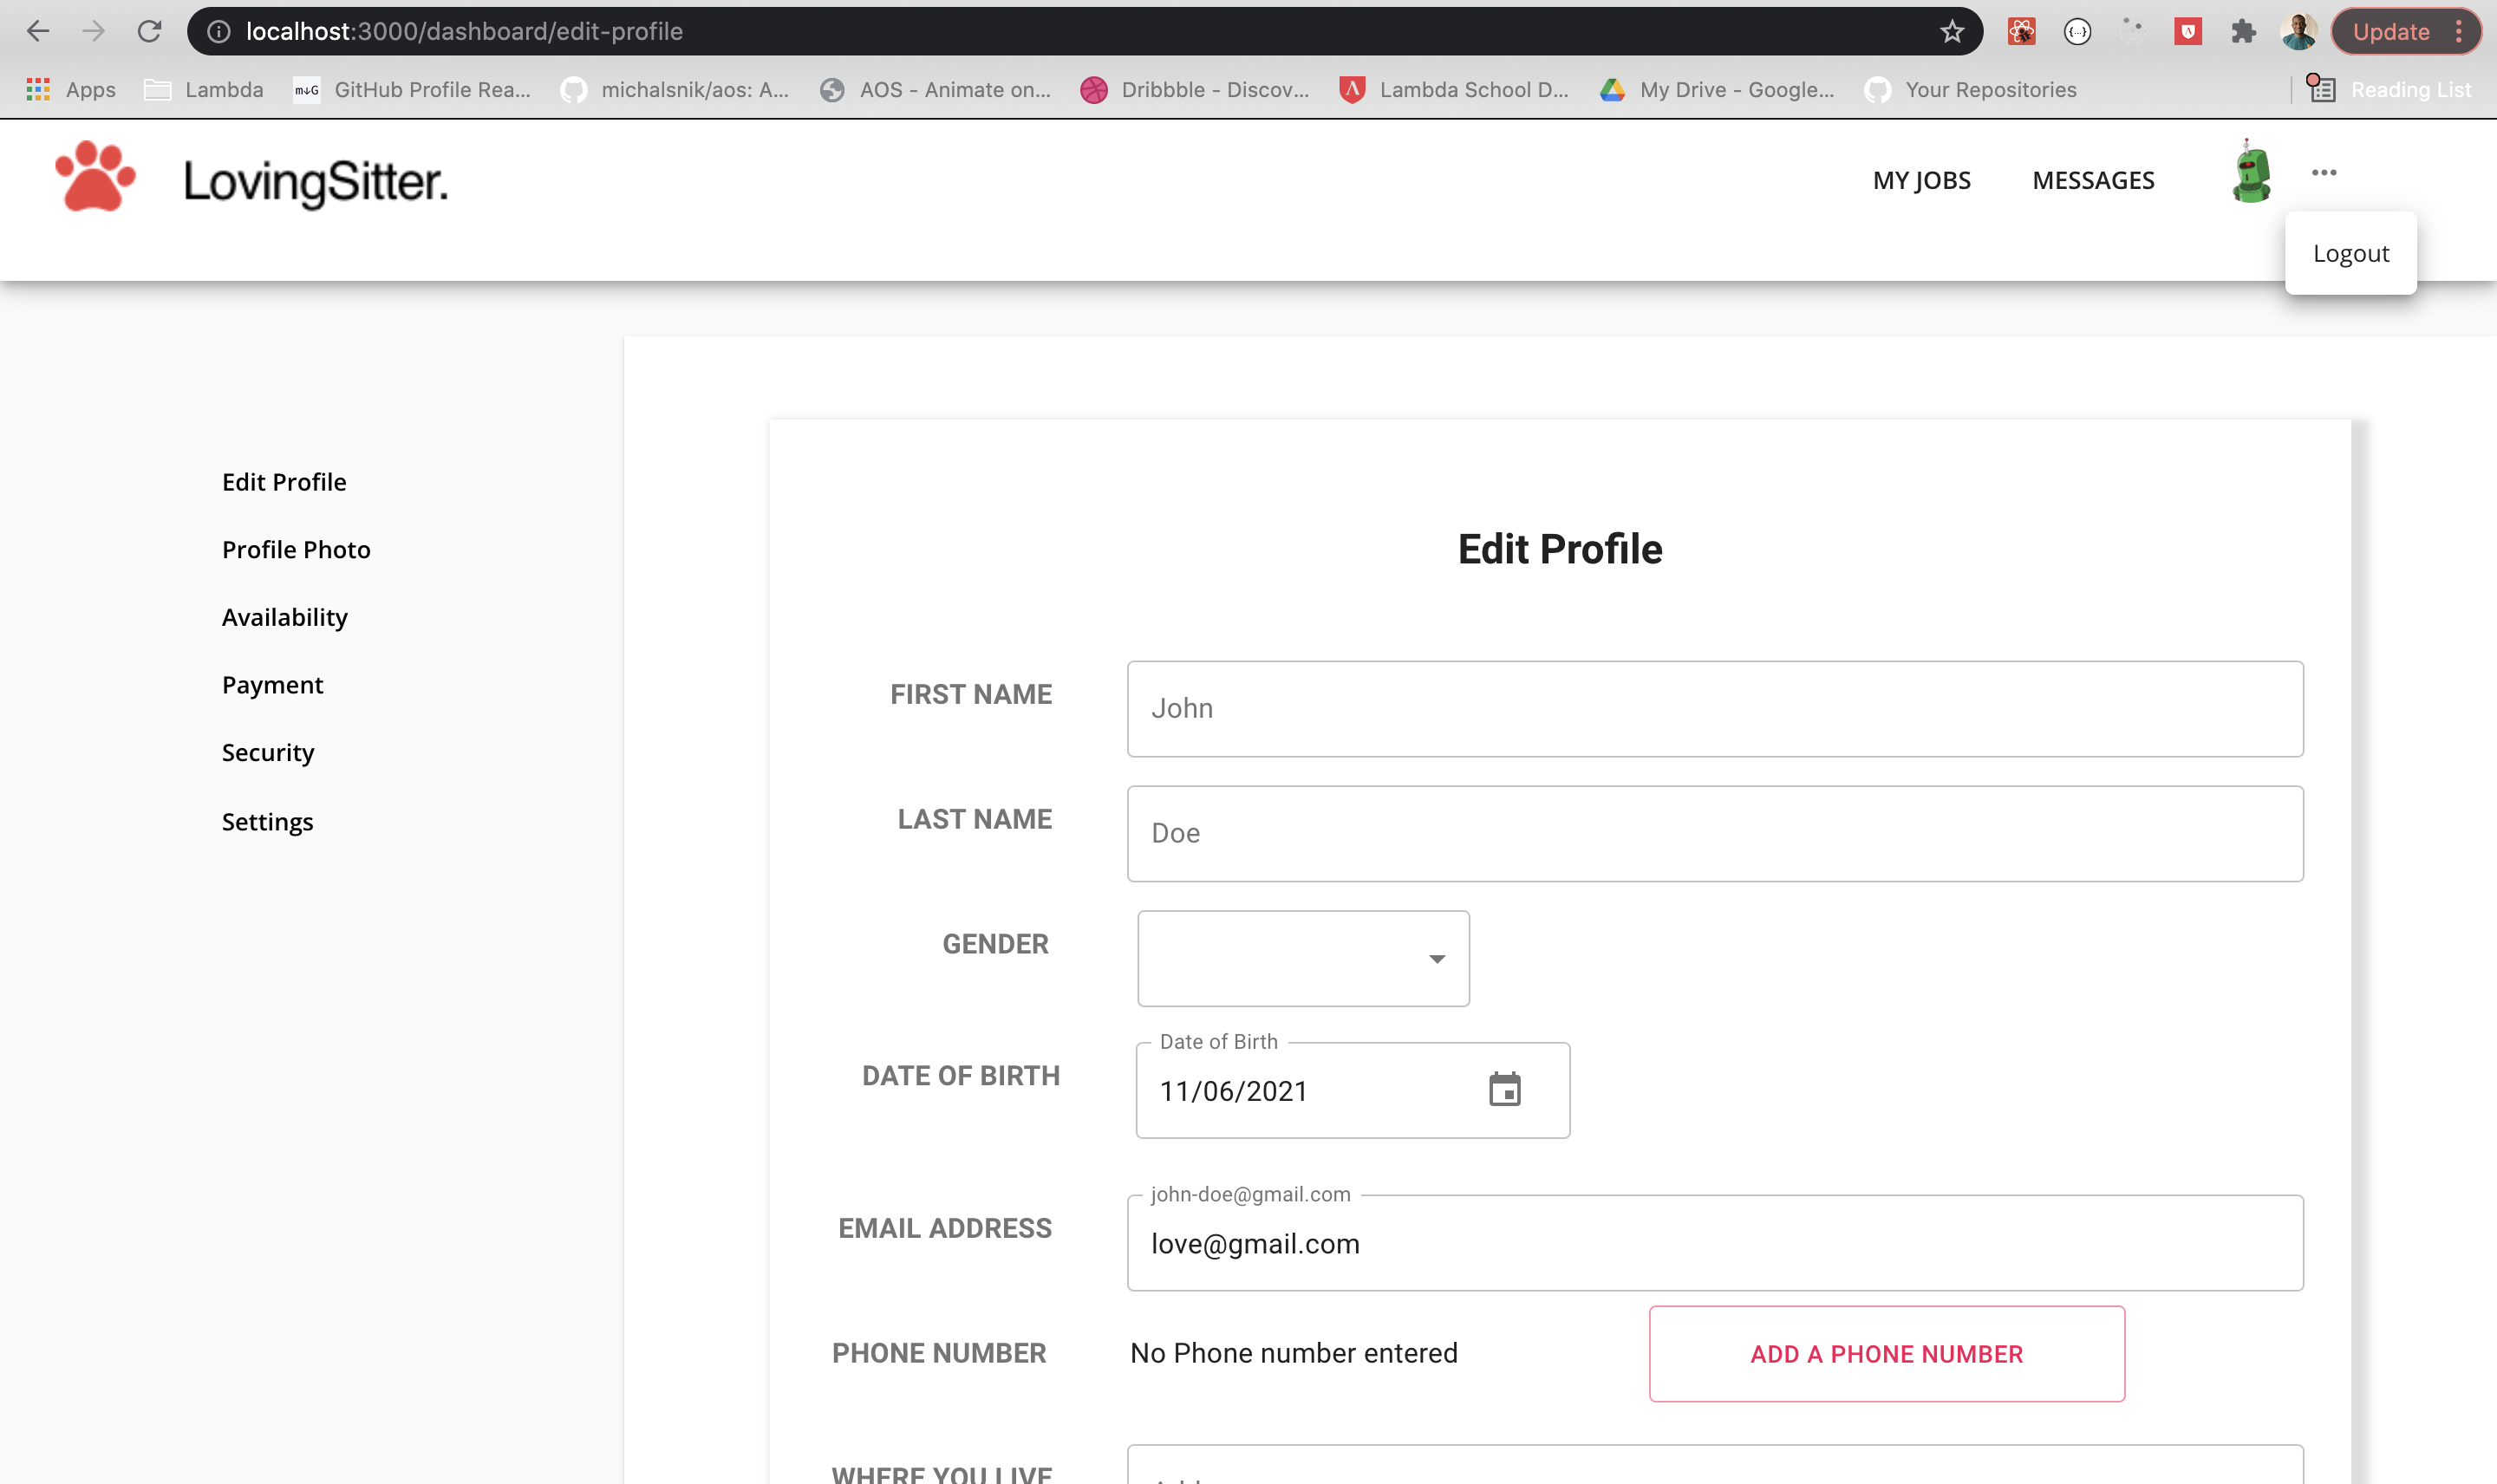 localhost:3000/dashboard/edit-profile
Update
Apps
Lambda
M↓G
GitHub Profile Rea...
michalsnik/aos: A...
AOS - Animate on...
Dribbble - Discov...
Lambda School D...
My Drive - Google...
Your Repositories
Reading List
LovingSitter.
MY JOBS
MESSAGES
Logout
Edit Profile
Profile Photo
Availability
Payment
Security
Settings
Edit Profile
FIRST NAME
John
LAST NAME
Doe
GENDER
DATE OF BIRTH
Date of Birth
11/06/2021
EMAIL ADDRESS
john-doe@gmail.com
love@gmail.com
PHONE NUMBER
No Phone number entered
ADD A PHONE NUMBER
WHERE YOU LIVE